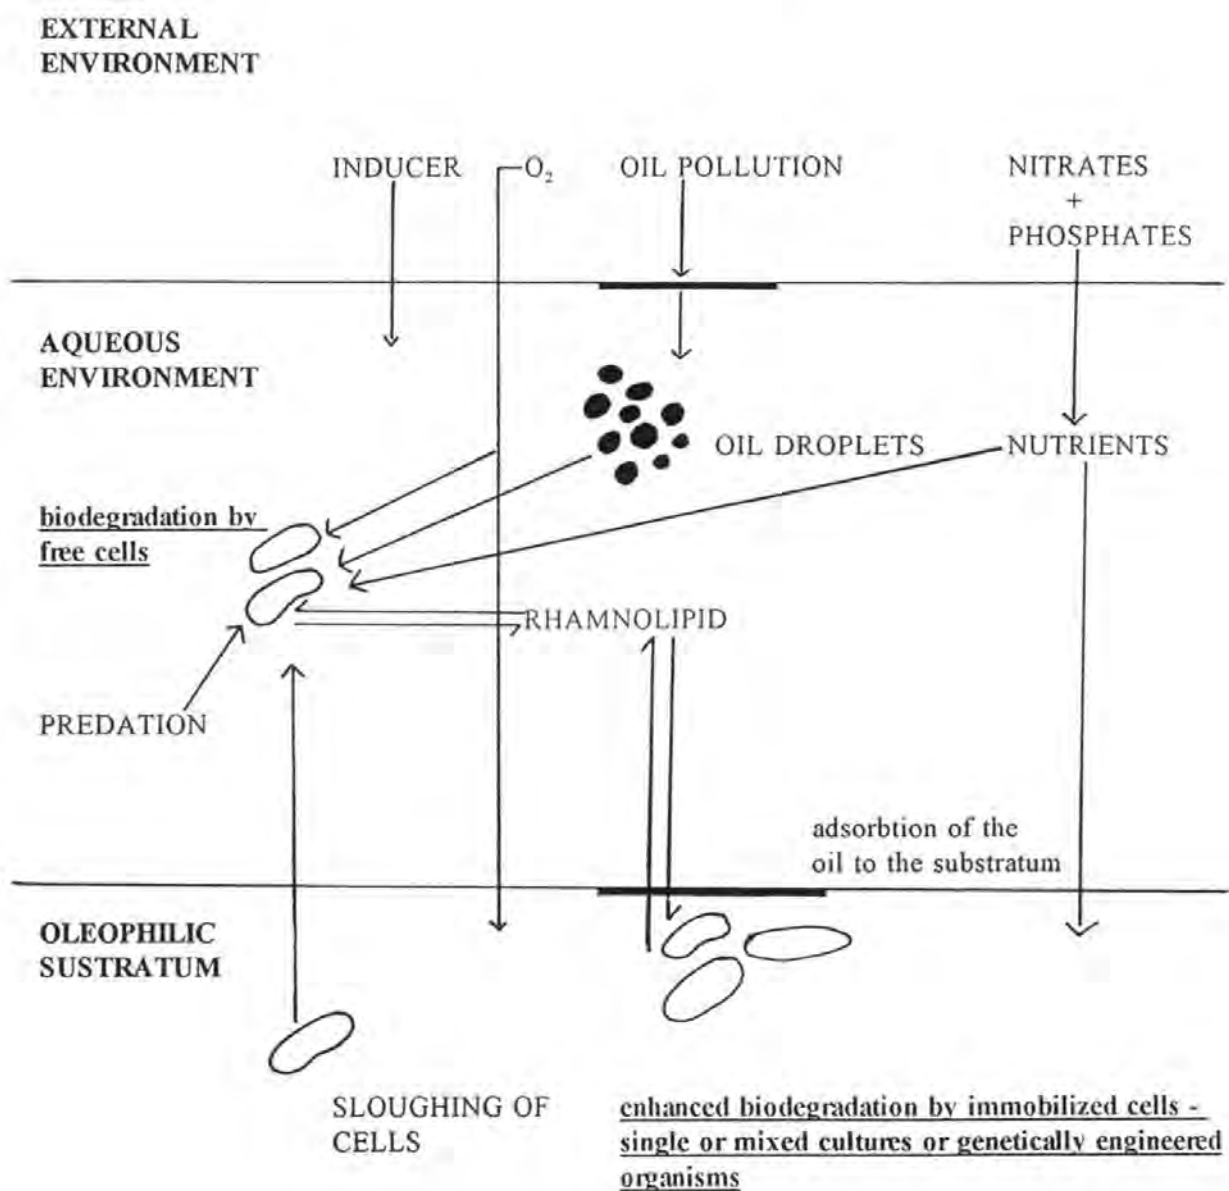 EXTERNAL
ENVIRONMENT
INDUCER
O₂
OIL POLLUTION
NITRATES
+
PHOSPHATES
AQUEOUS
ENVIRONMENT
OIL DROPLETS
NUTRIENTS
biodegradation by
free cells
RHAMNOLIPID
PREDATION
adsorbtion of the
oil to the substratum
OLEOPHILIC
SUSTRATUM
SLOUGHING OF
CELLS
enhanced biodegradation by immobilized cells -
single or mixed cultures or genetically engineered
organisms